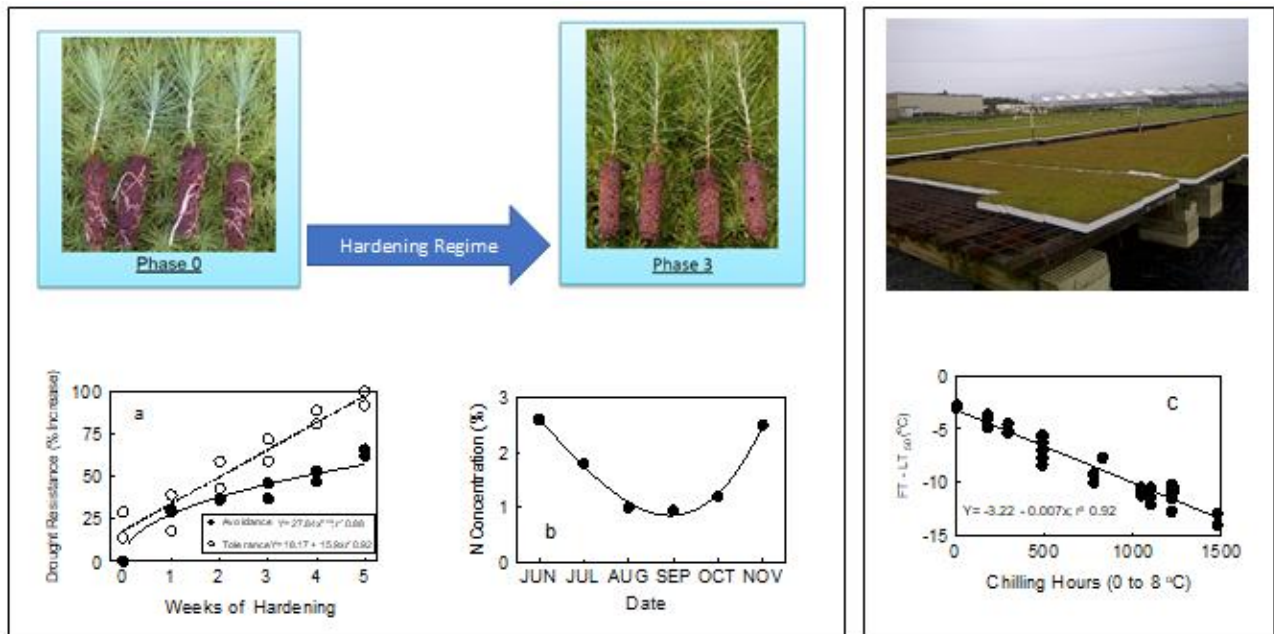 Phase 0
Hardening Regime
Phase 3
Drought Resistance (% Increase)
100
75
50
25
0
a
Avoidance
Tolerance
0 1 2 3 4 5
Weeks of Hardening
N Concentration (%)
3
2
1
0
b
JUN JUL AUG SEP OCT NOV
Date
FT - LT50 (°C)
0
-5
-10
-15
C
Y= -3.22 - 0.007x; r² 0.92
0 500 1000 1500
Chilling Hours (0 to 8 °C)